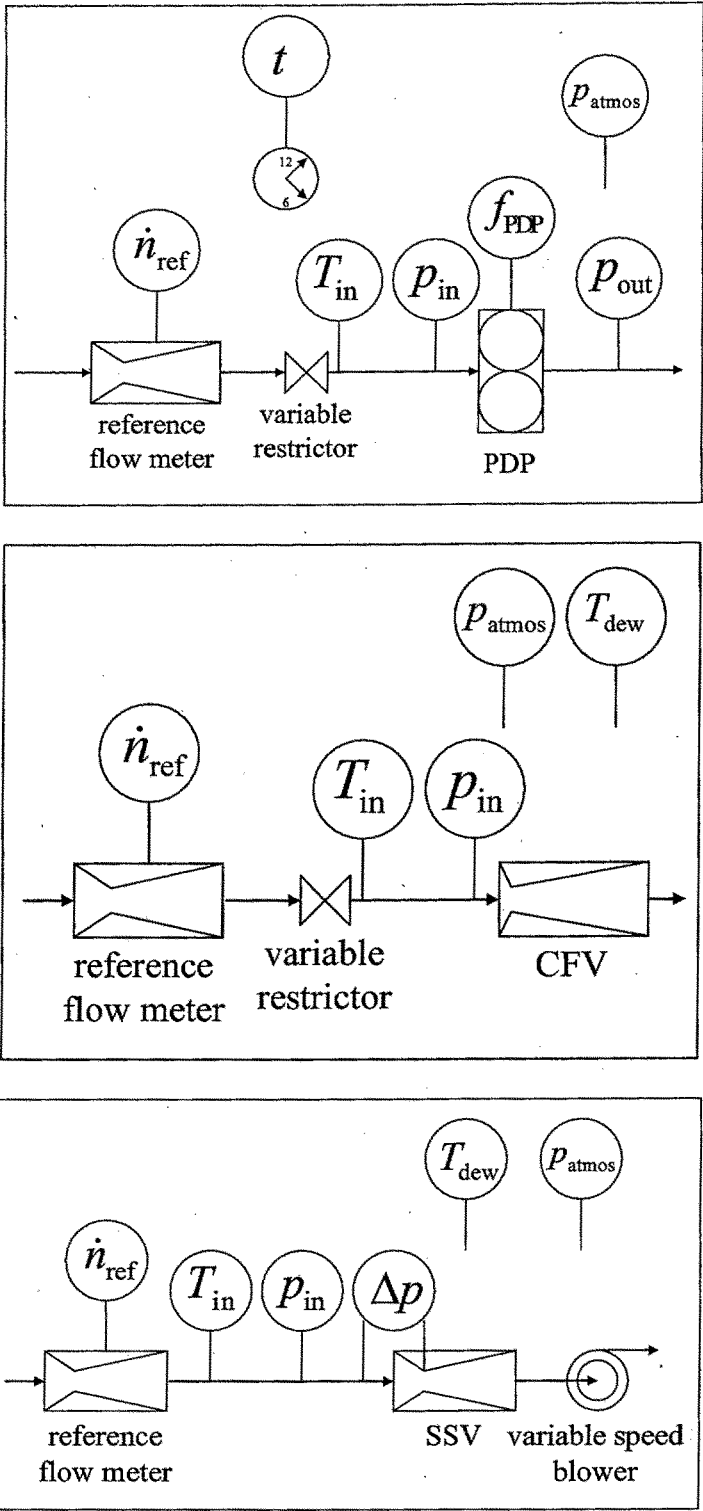 t
p_atmos
12
6
f_PDP
ṅ_ref
T_in
p_in
p_out
reference
flow meter
variable
restrictor
PDP
p_atmos
T_dew
ṅ_ref
T_in
p_in
reference
flow meter
variable
restrictor
CFV
T_dew
p_atmos
ṅ_ref
T_in
p_in
Δp
reference
flow meter
SSV
variable speed
blower